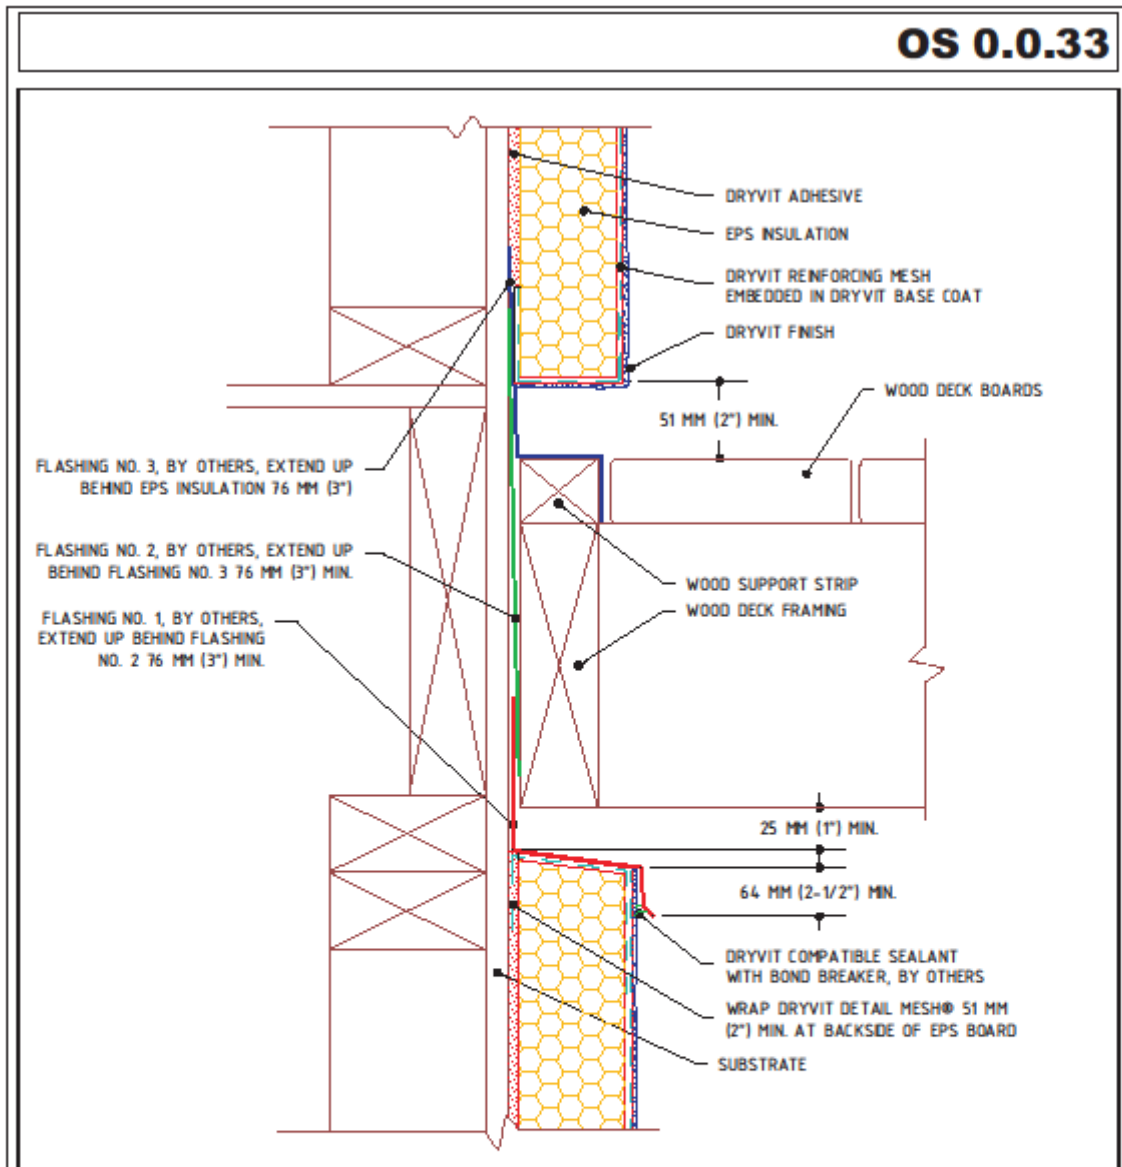 OS 0.0.33
DRYVIT ADHESIVE
EPS INSULATION
DRYVIT REINFORCING MESH
EMBEDDED IN DRYVIT BASE COAT
DRYVIT FINISH
WOOD DECK BOARDS
51 MM (2") MIN.
FLASHING NO. 3, BY OTHERS, EXTEND UP
BEHIND EPS INSULATION 76 MM (3")
FLASHING NO. 2, BY OTHERS, EXTEND UP
BEHIND FLASHING NO. 3 76 MM (3") MIN.
WOOD SUPPORT STRIP
WOOD DECK FRAMING
FLASHING NO. 1, BY OTHERS,
EXTEND UP BEHIND FLASHING
NO. 2 76 MM (3") MIN.
25 MM (1") MIN.
64 MM (2-1/2") MIN.
DRYVIT COMPATIBLE SEALANT
WITH BOND BREAKER, BY OTHERS
WRAP DRYVIT DETAIL MESH® 51 MM
(2") MIN. AT BACKSIDE OF EPS BOARD
SUBSTRATE